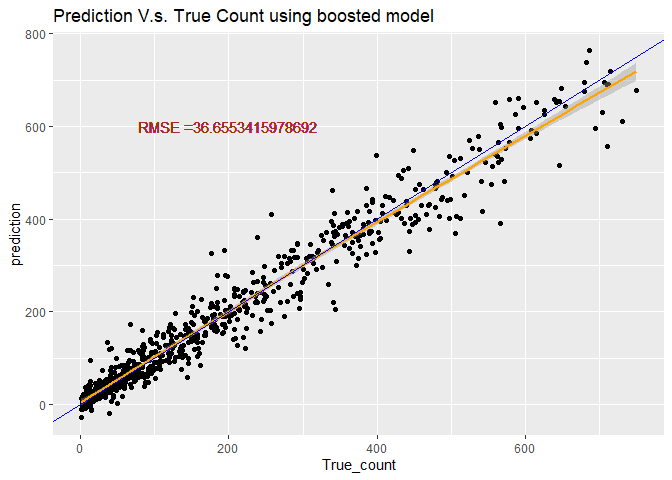 Prediction V.s. True Count using boosted model
800
600
400
200
0
prediction
RMSE =36.6553415978692
0
200
400
600
True_count